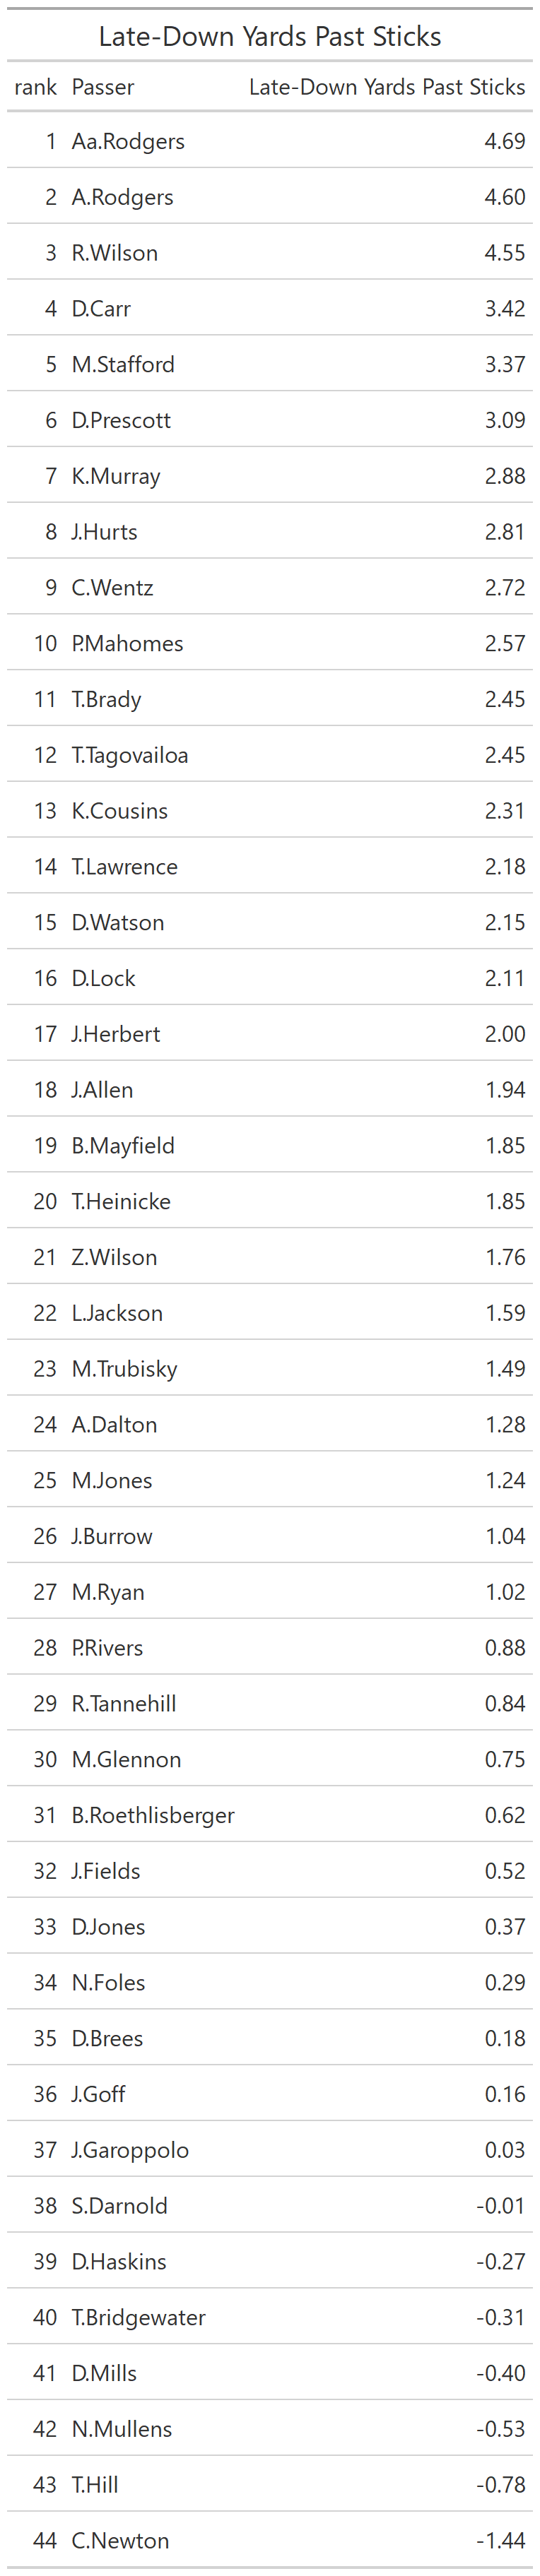 Late-Down Yards Past Sticks
rank Passer Late-Down Yards Past Sticks
1 Aa.Rodgers 4.69
2 A.Rodgers 4.60
3 R.Wilson 4.55
4 D.Carr 3.42
5 M.Stafford 3.37
6 D.Prescott 3.09
7 K.Murray 2.88
8 J.Hurts 2.81
9 C.Wentz 2.72
10 P.Mahomes 2.57
11 T.Brady 2.45
12 T.Tagovailoa 2.45
13 K.Cousins 2.31
14 T.Lawrence 2.18
15 D.Watson 2.15
16 D.Lock 2.11
17 J.Herbert 2.00
18 J.Allen 1.94
19 B.Mayfield 1.85
20 T.Heinicke 1.85
21 Z.Wilson 1.76
22 L.Jackson 1.59
23 M.Trubisky 1.49
24 A.Dalton 1.28
25 M.Jones 1.24
26 J.Burrow 1.04
27 M.Ryan 1.02
28 P.Rivers 0.88
29 R.Tannehill 0.84
30 M.Glennon 0.75
31 B.Roethlisberger 0.62
32 J.Fields 0.52
33 D.Jones 0.37
34 N.Foles 0.29
35 D.Brees 0.18
36 J.Goff 0.16
37 J.Garoppolo 0.03
38 S.Darnold -0.01
39 D.Haskins -0.27
40 T.Bridgewater -0.31
41 D.Mills -0.40
42 N.Mullens -0.53
43 T.Hill -0.78
44 C.Newton -1.44